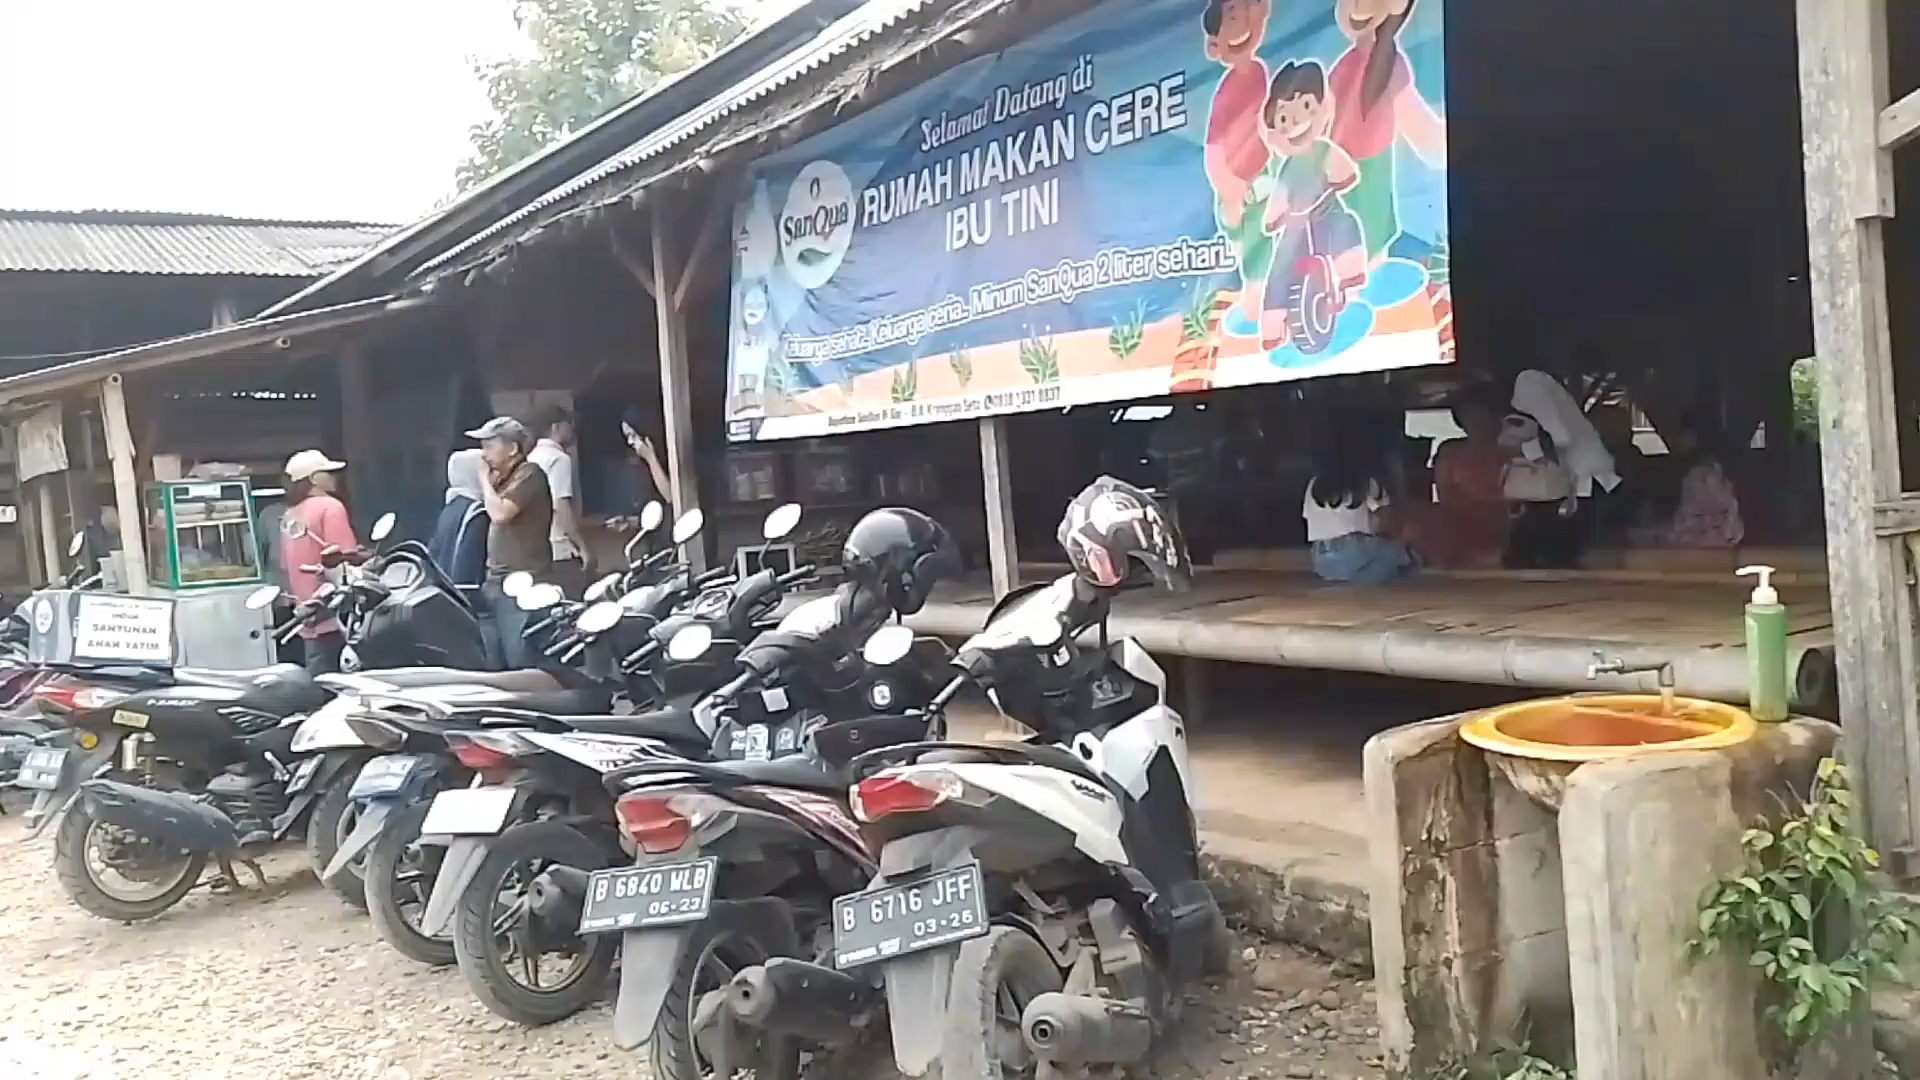 Selamat Datang di
SanQua
RUMAH MAKAN CERE
IBU TINI
Keluarga sehat.. Keluarga ceria.. Minum SanQua 2 liter sehari..
SANTUNAN
ANAK YATIM
B 6840 WLB
06-23
B 6716 JFF
03-26